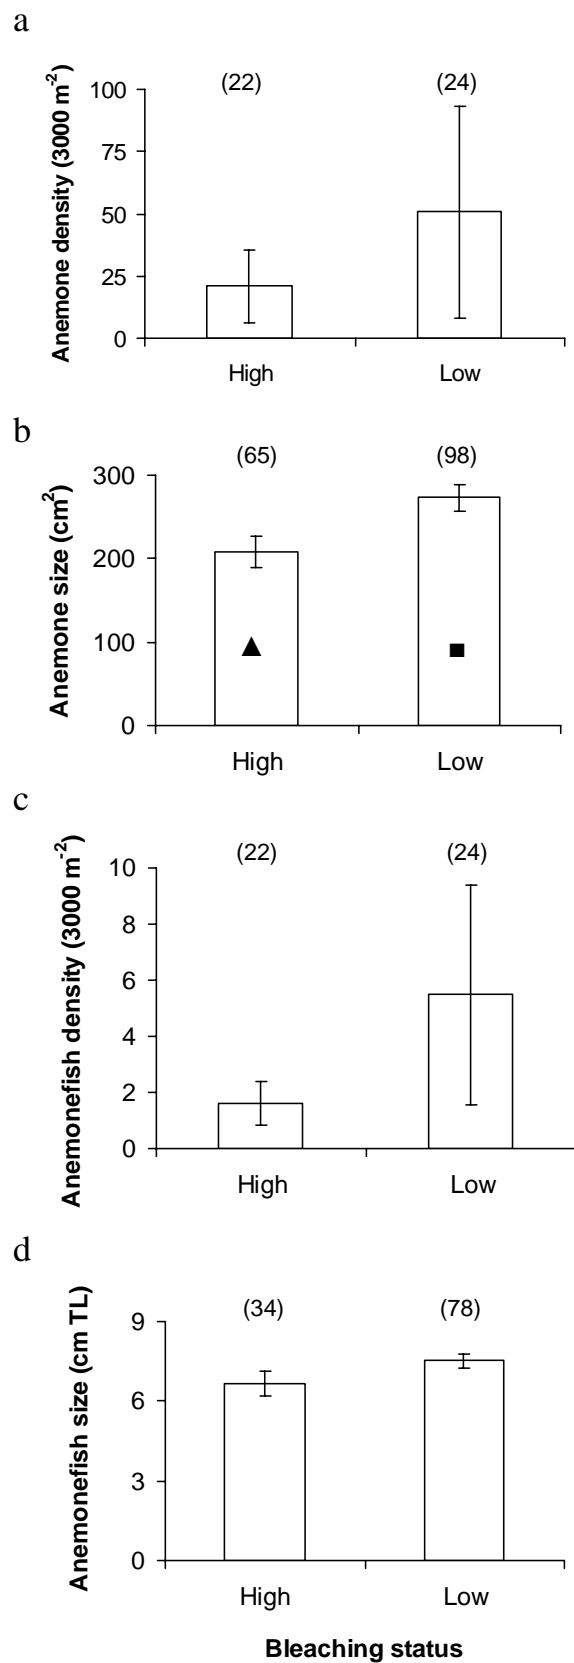 a
Anemone density (3000 m-2)
(22) (24)
100
75
50
25
0
High Low
b
Anemone size (cm2)
(65) (98)
300
200
100
0
High Low
c
Anemonefish density (3000 m-2)
(22) (24)
10
8
6
4
2
0
High Low
d
Anemonefish size (cm TL)
(34) (78)
9
6
3
0
High Low
Bleaching status